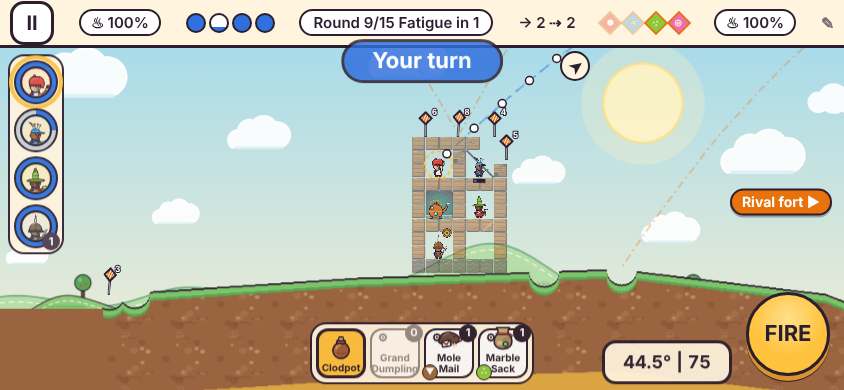 100%
Round 9/15 Fatigue in 1
→ 2 ⇢ 2
100%
Your turn
6
8
4
5
3
1
Rival fort ▶
Clodpot
0
Grand
Dumpling
1
Mole
Mail
1
Marble
Sack
44.5° | 75
FIRE